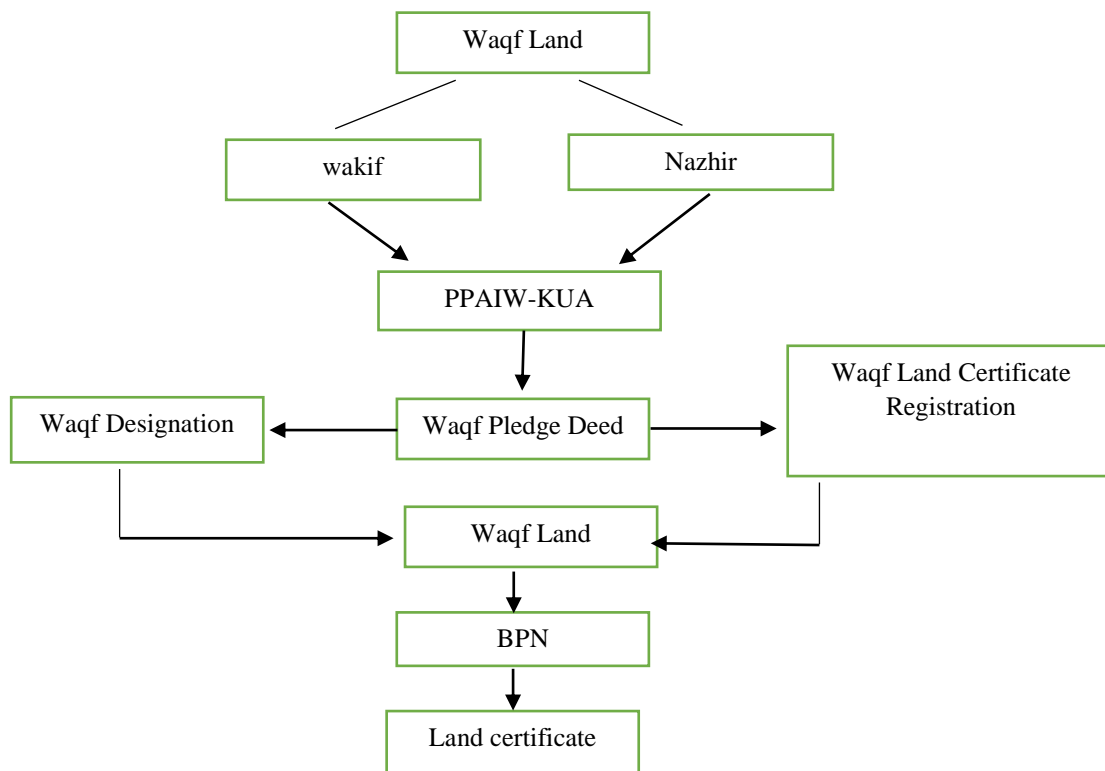 Waqf Land
wakif
Nazhir
PPAIW-KUA
Waqf Designation
Waqf Pledge Deed
Waqf Land Certificate
Registration
Waqf Land
BPN
Land certificate